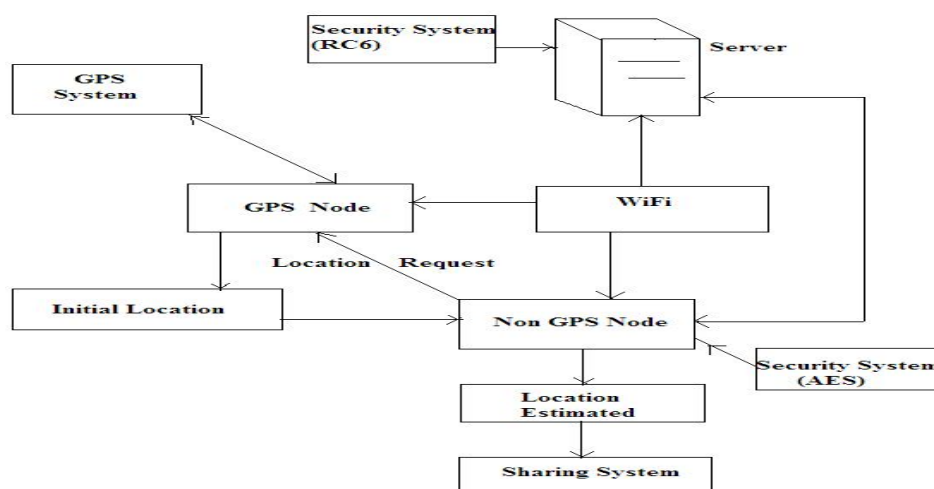 Security System
(RC6)
Server
GPS
System
GPS Node
WiFi
Location Request
Initial Location
Non GPS Node
Security System
(AES)
Location
Estimated
Sharing System